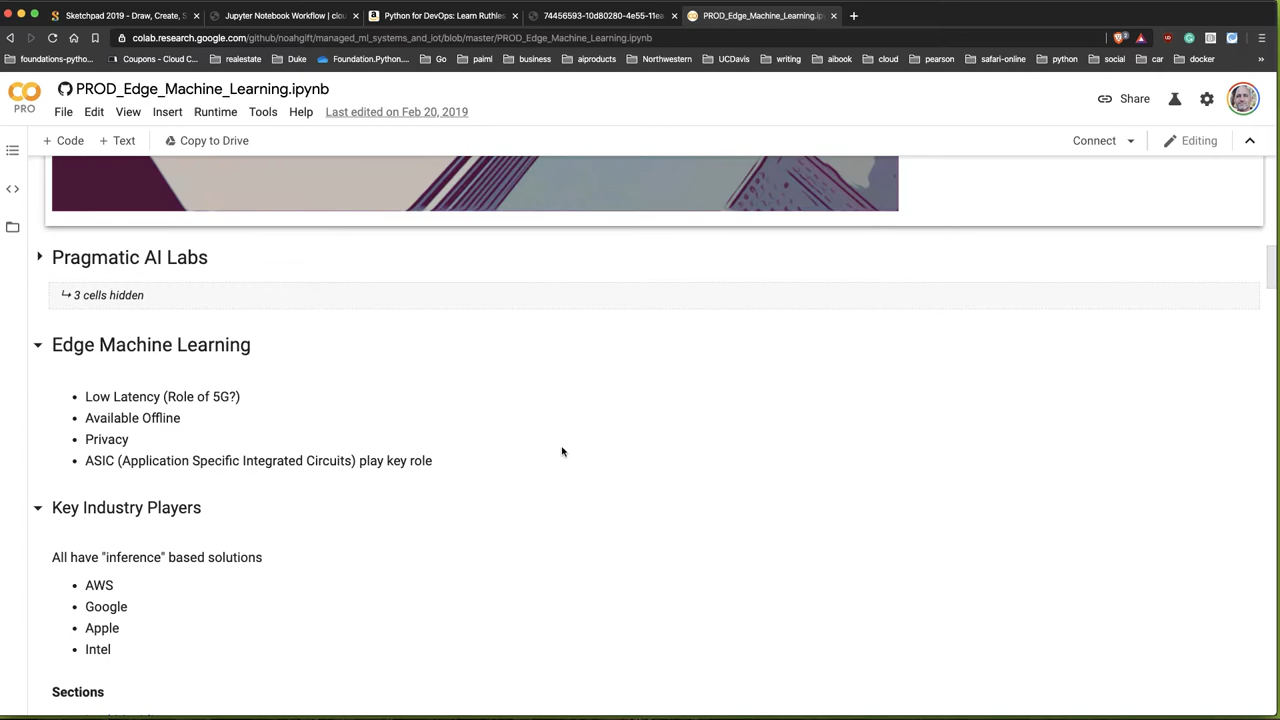 Sketchpad 2019 - Draw, Create, S
Jupyter Notebook Workflow | clou
Python for DevOps: Learn Ruthles
74456593-10d80280-4e55-11ea
PROD_Edge_Machine_Learning.ip
colab.research.google.com/github/noahgift/managed_ml_systems_and_iot/blob/master/PROD_Edge_Machine_Learning.ipynb
foundations-pytho...
Coupons - Cloud C...
realestate
Duke
Foundation.Python....
Go
paiml
business
aiproducts
Northwestern
UCDavis
writing
aibook
cloud
pearson
safari-online
python
social
car
docker
»
CO
PRO
PROD_Edge_Machine_Learning.ipynb
Share
File Edit View Insert Runtime Tools Help Last edited on Feb 20, 2019
+ Code + Text Copy to Drive Connect Editing
Pragmatic AI Labs
3 cells hidden
Edge Machine Learning
• Low Latency (Role of 5G?)
• Available Offline
• Privacy
• ASIC (Application Specific Integrated Circuits) play key role
Key Industry Players
All have "inference" based solutions
• AWS
• Google
• Apple
• Intel
Sections